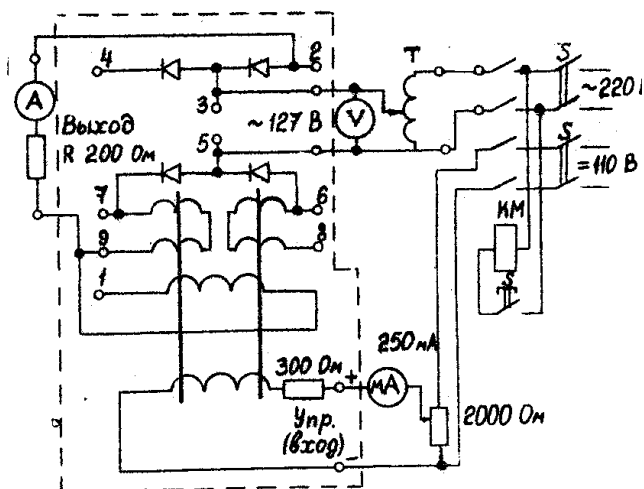 4
2
T
S
A
3
V
~220 В
Выход
R 200 Ом
~127 В
5
S
=110 В
7
6
КМ
9
8
1
S
250 мА
300 Ом
+
мА
2000 Ом
Упр.
(вход)
−